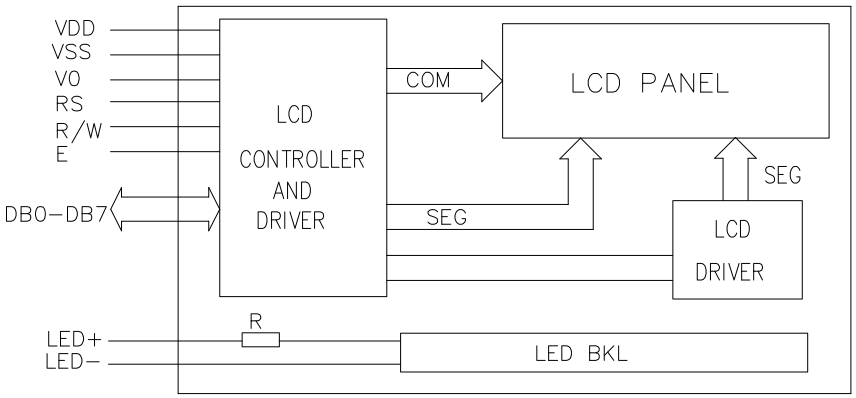 VDD
VSS
V0
RS
R/W
E
DB0-DB7
LCD
CONTROLLER
AND
DRIVER
COM
LCD PANEL
SEG
SEG
LCD
DRIVER
LED+
LED-
R
LED BKL